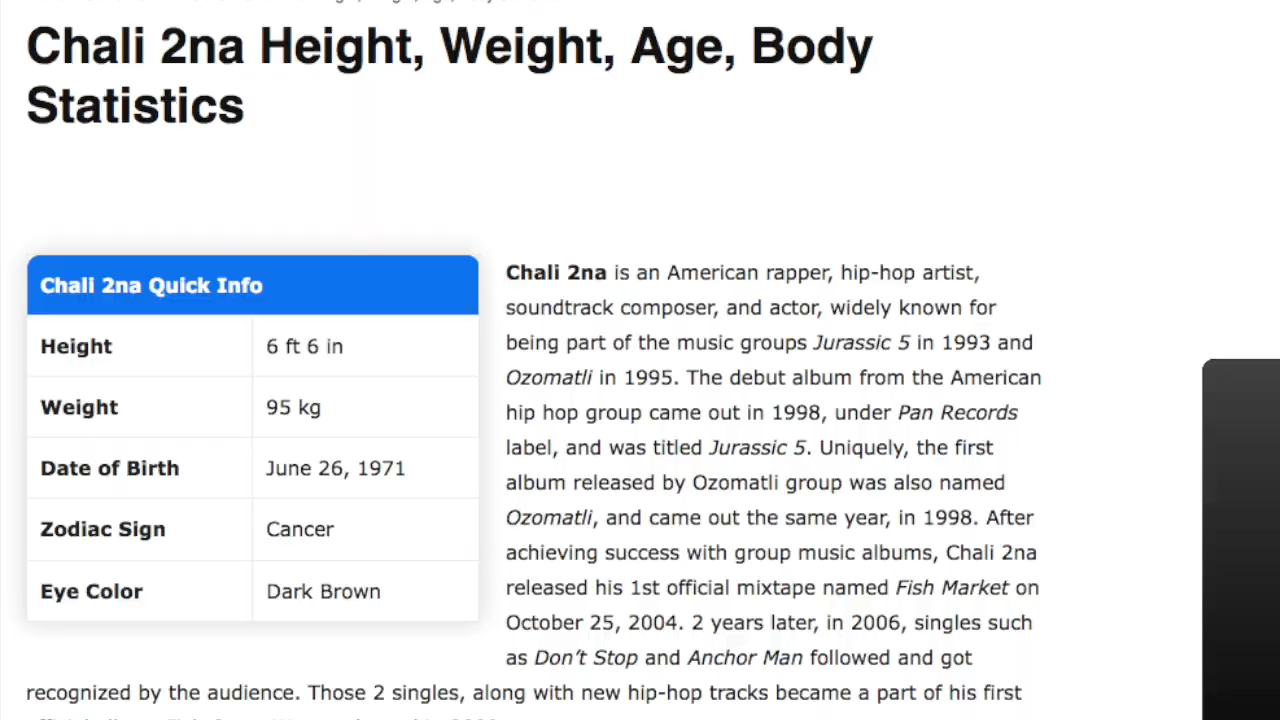 Chali 2na Height, Weight, Age, Body
Statistics
Chali 2na Quick Info
Height 6 ft 6 in
Weight 95 kg
Date of Birth June 26, 1971
Zodiac Sign Cancer
Eye Color Dark Brown
Chali 2na is an American rapper, hip-hop artist,
soundtrack composer, and actor, widely known for
being part of the music groups Jurassic 5 in 1993 and
Ozomatli in 1995. The debut album from the American
hip hop group came out in 1998, under Pan Records
label, and was titled Jurassic 5. Uniquely, the first
album released by Ozomatli group was also named
Ozomatli, and came out the same year, in 1998. After
achieving success with group music albums, Chali 2na
released his 1st official mixtape named Fish Market on
October 25, 2004. 2 years later, in 2006, singles such
as Don’t Stop and Anchor Man followed and got
recognized by the audience. Those 2 singles, along with new hip-hop tracks became a part of his first